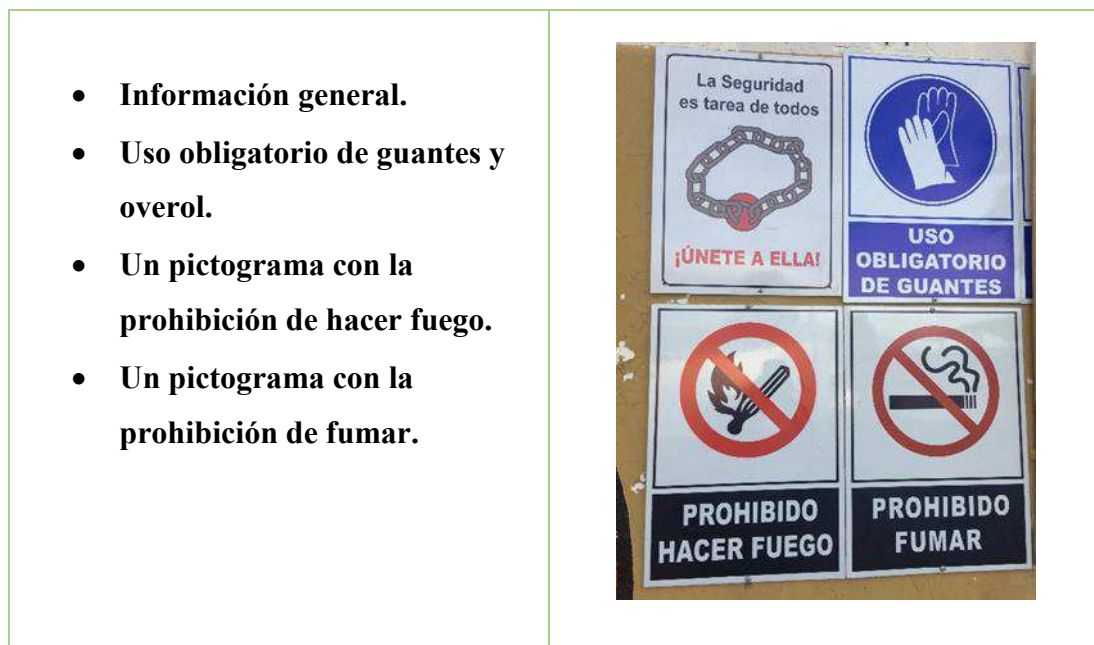 • Información general.
• Uso obligatorio de guantes y
overol.
• Un pictograma con la
prohibición de hacer fuego.
• Un pictograma con la
prohibición de fumar.
La Seguridad
es tarea de todos
¡ÚNETE A ELLA!
USO
OBLIGATORIO
DE GUANTES
PROHIBIDO
HACER FUEGO
PROHIBIDO
FUMAR